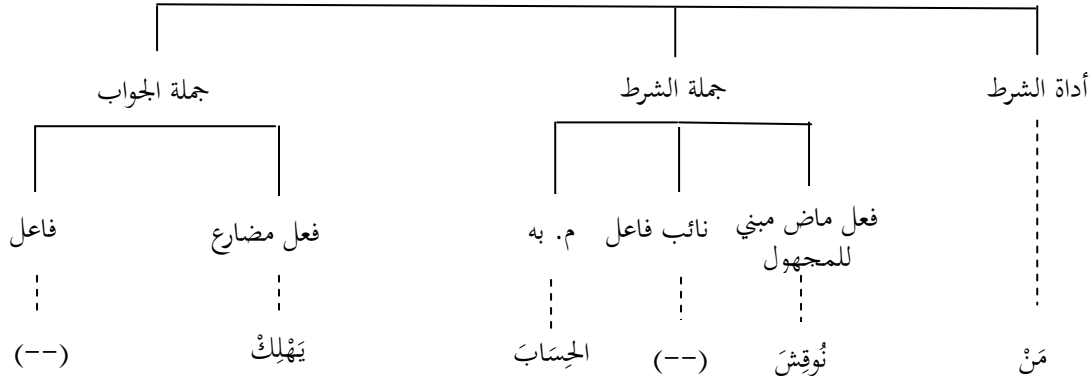 أداة الشرط جملة الشرط جملة الجواب
فعل ماض مبني للمجهول نائب فاعل م. به فعل مضارع فاعل
مَنْ نُوقِشَ (--) الحِسَابَ يَهْلِكْ (--)